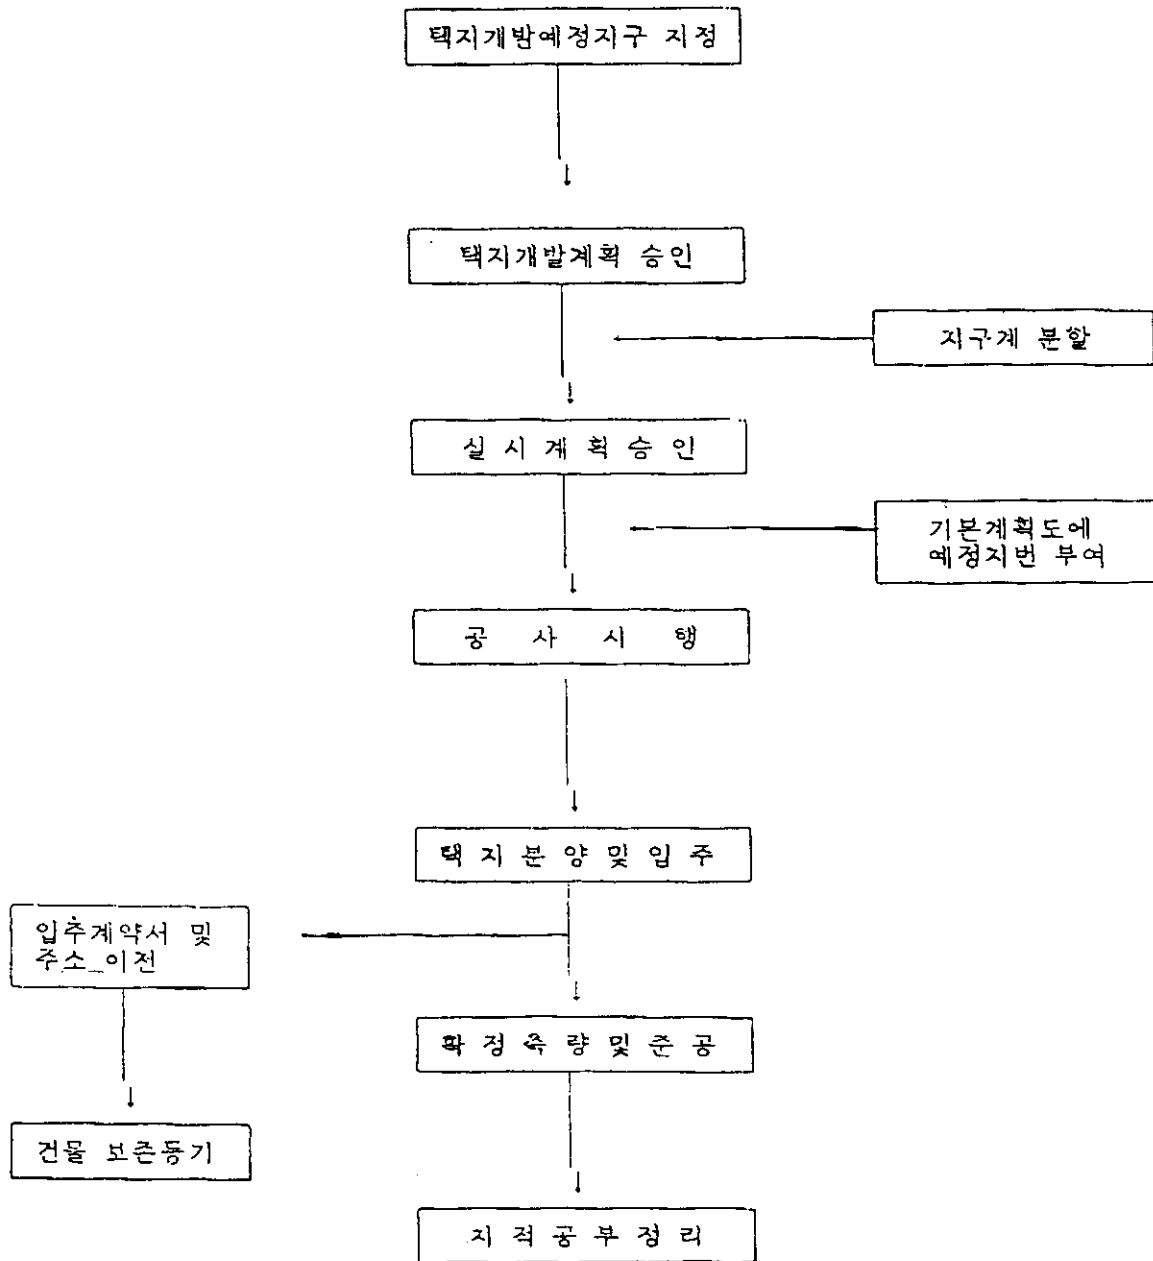 택지개발예정지구 지정
택지개발계획 승인
지구계 분할
실 시 계 획 승 인
기본계획도에
예정지번 부여
공 사 시 행
택 지 분 양 및 입 주
입주계약서 및
주소_이전
확 정 측 량 및 준 공
건물 보존등기
지 적 공 부 정 리